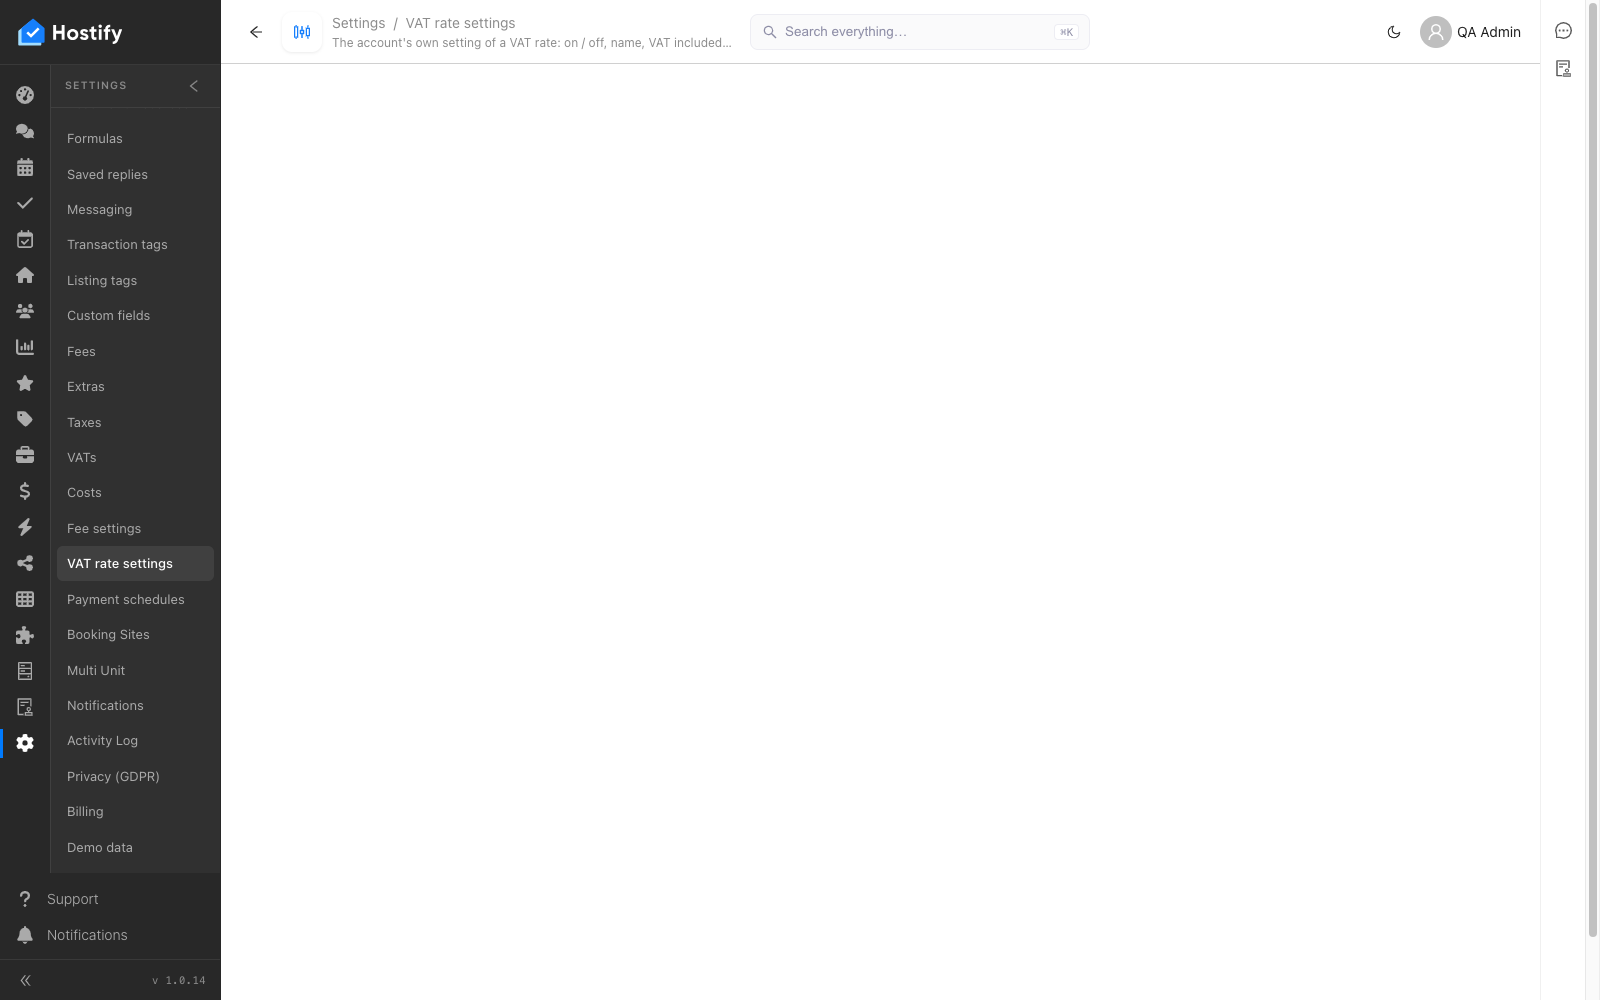 Hostify
SETTINGS
Formulas
Saved replies
Messaging
Transaction tags
Listing tags
Custom fields
Fees
Extras
Taxes
VATs
Costs
Fee settings
VAT rate settings
Payment schedules
Booking Sites
Multi Unit
Notifications
Activity Log
Privacy (GDPR)
Billing
Demo data
Support
Notifications
v 1.0.14
Settings / VAT rate settings
The account's own setting of a VAT rate: on / off, name, VAT included...
Search everything...
⌘K
QA Admin